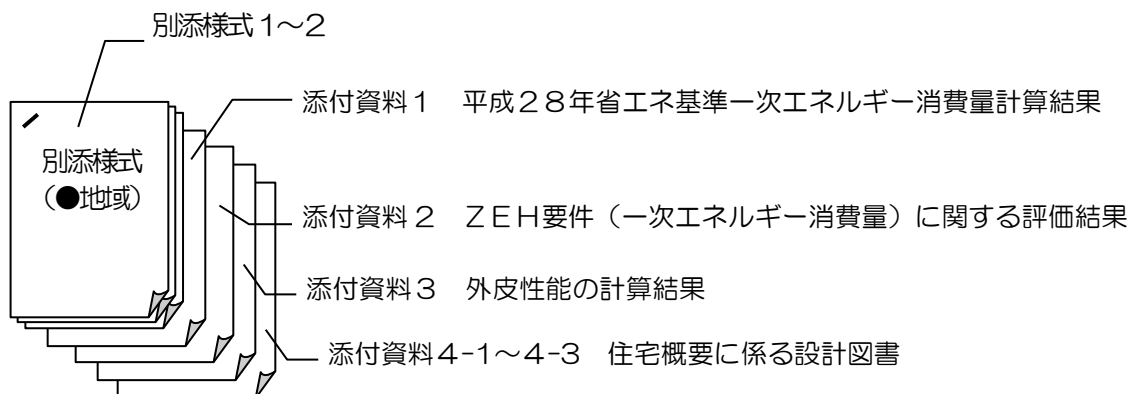 別添様式1～2
添付資料1　平成28年省エネ基準一次エネルギー消費量計算結果
別添様式
（●地域）
添付資料2　ＺＥＨ要件（一次エネルギー消費量）に関する評価結果
添付資料3　外皮性能の計算結果
添付資料4-1～4-3　住宅概要に係る設計図書